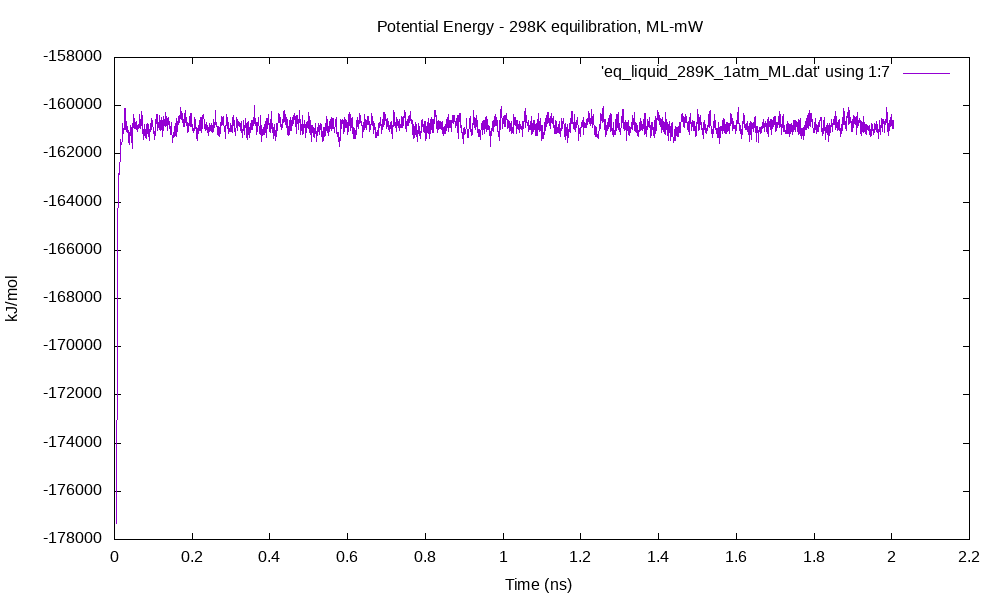 Potential Energy - 298K equilibration, ML-mW
'eq_liquid_289K_1atm_ML.dat' using 1:7
-158000
-160000
-162000
-164000
-166000
-168000
-170000
-172000
-174000
-176000
-178000
kJ/mol
0 0.2 0.4 0.6 0.8 1 1.2 1.4 1.6 1.8 2 2.2
Time (ns)